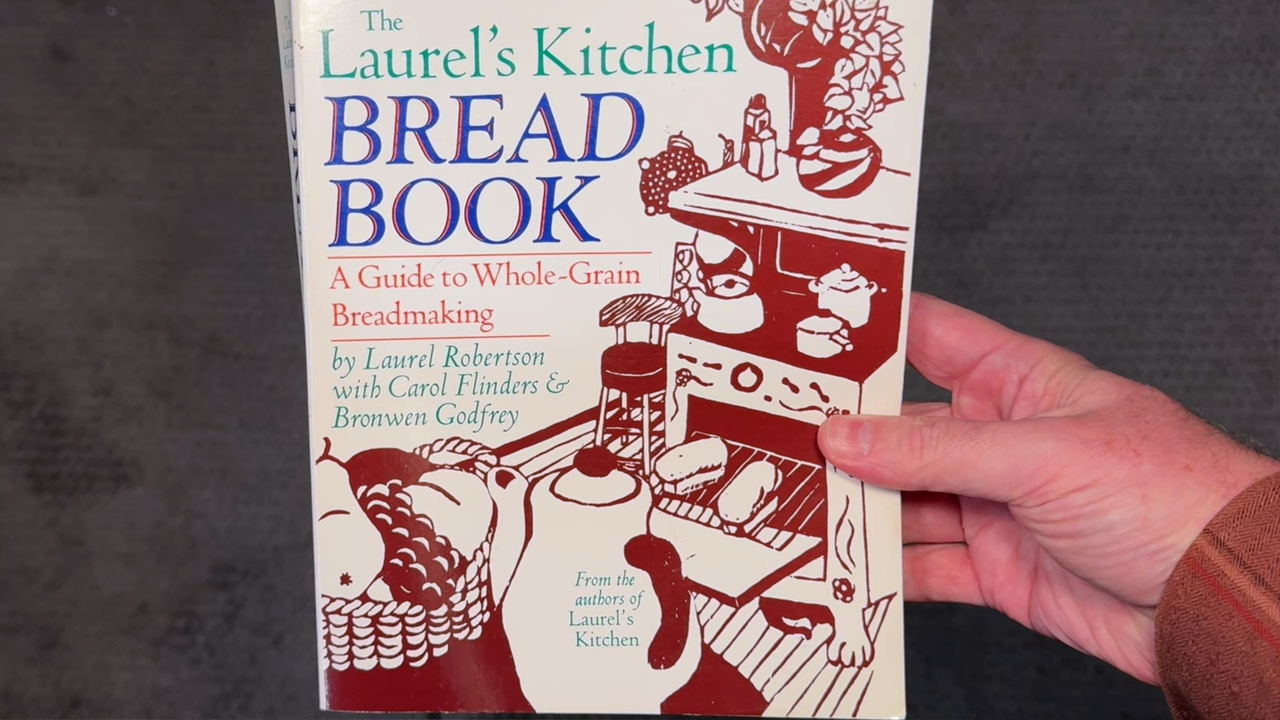 The
Laurel's Kitchen
BREAD
BOOK
A Guide to Whole-Grain
Breadmaking
by Laurel Robertson
with Carol Flinders &
Bronwen Godfrey
From the
authors of
Laurel's
Kitchen